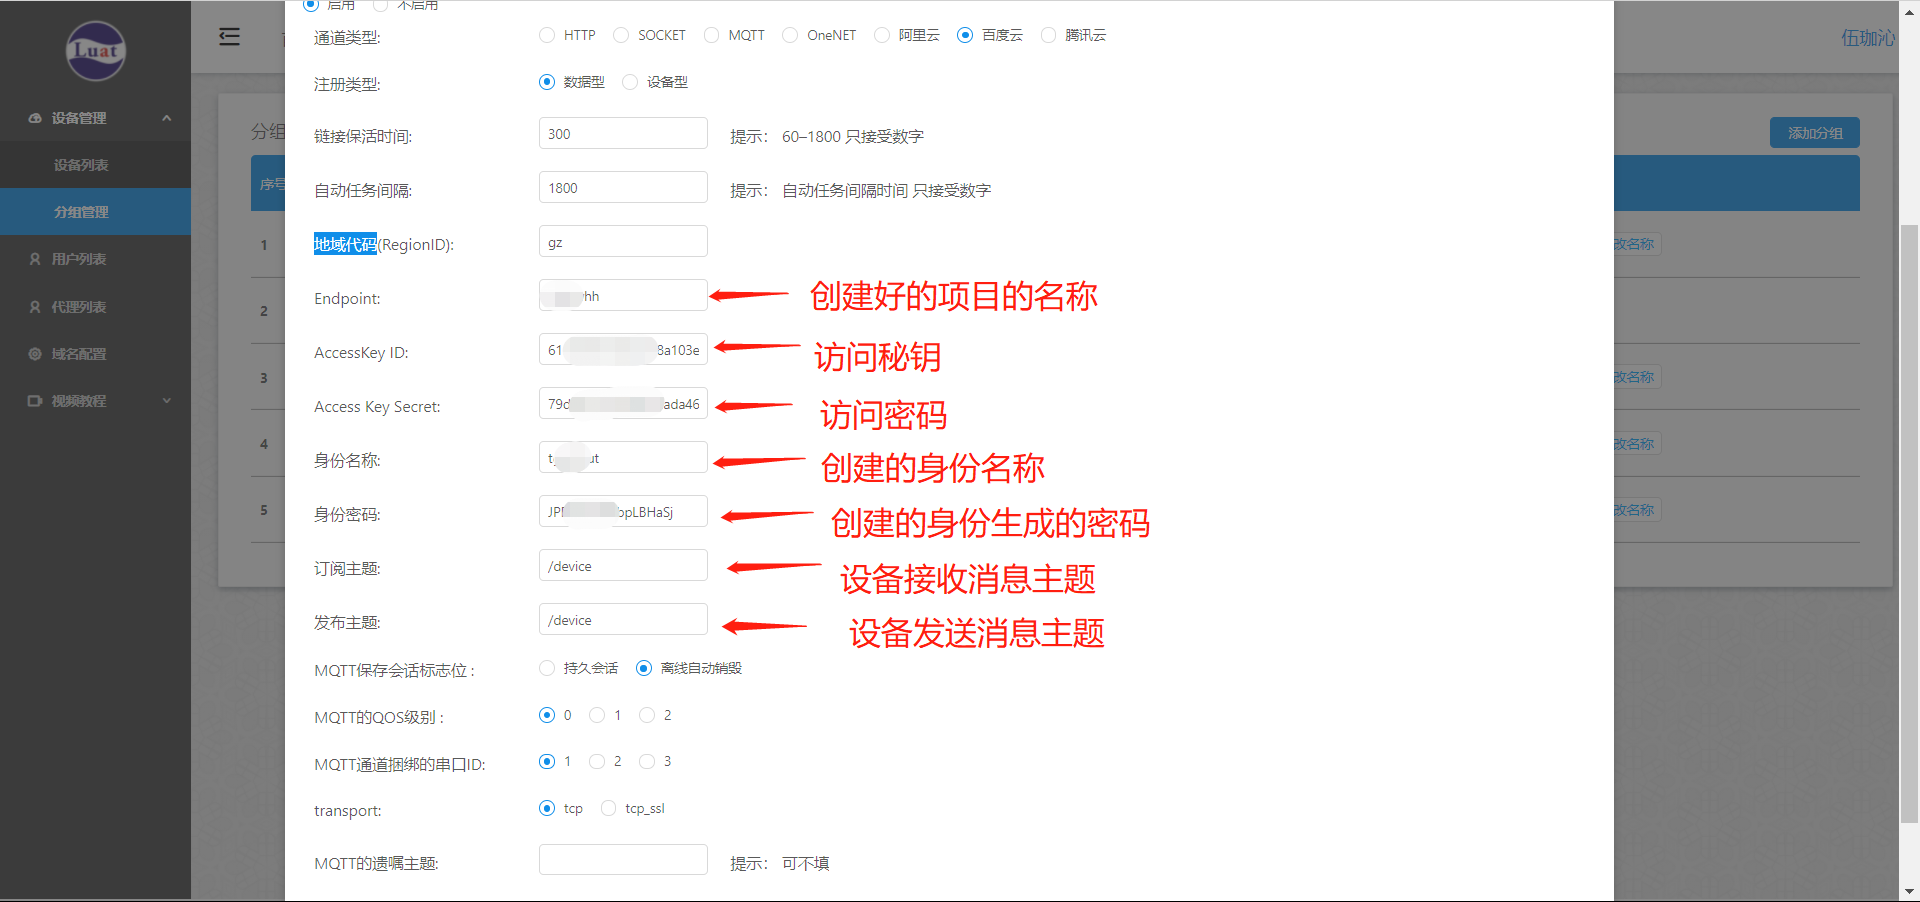 启用 不启用
Luat
伍珈沁
通道类型: HTTP SOCKET MQTT OneNET 阿里云 百度云 腾讯云
设备管理
注册类型: 数据型 设备型
分组
添加分组
链接保活时间: 300 提示： 60–1800 只接受数字
设备列表
序号
自动任务间隔: 1800 提示： 自动任务间隔时间 只接受数字
分组管理
地域代码(RegionID): gz
1
改名称
用户列表
Endpoint: hh 创建好的项目的名称
代理列表
2
AccessKey ID: 61 8a103e 访问秘钥
域名配置
3
改名称
视频教程
Access Key Secret: 79d ada46 访问密码
4
改名称
身份名称: t ut 创建的身份名称
5
改名称
身份密码: JPI opLBHaSj 创建的身份生成的密码
订阅主题: /device 设备接收消息主题
发布主题: /device 设备发送消息主题
MQTT保存会话标志位 : 持久会话 离线自动销毁
MQTT的QOS级别 : 0 1 2
MQTT通道捆绑的串口ID: 1 2 3
transport: tcp tcp_ssl
MQTT的遗嘱主题: 提示： 可不填